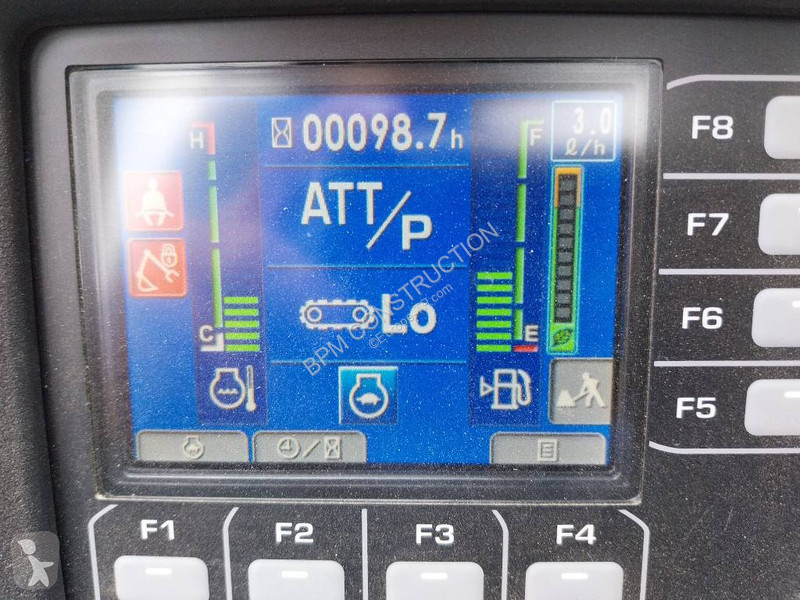 H
00098.7h
F
3.0
ℓ/h
ATT/P
Lo
C
E
F8
F7
F6
F5
F1
F2
F3
F4
BPM CONSTRUCTION